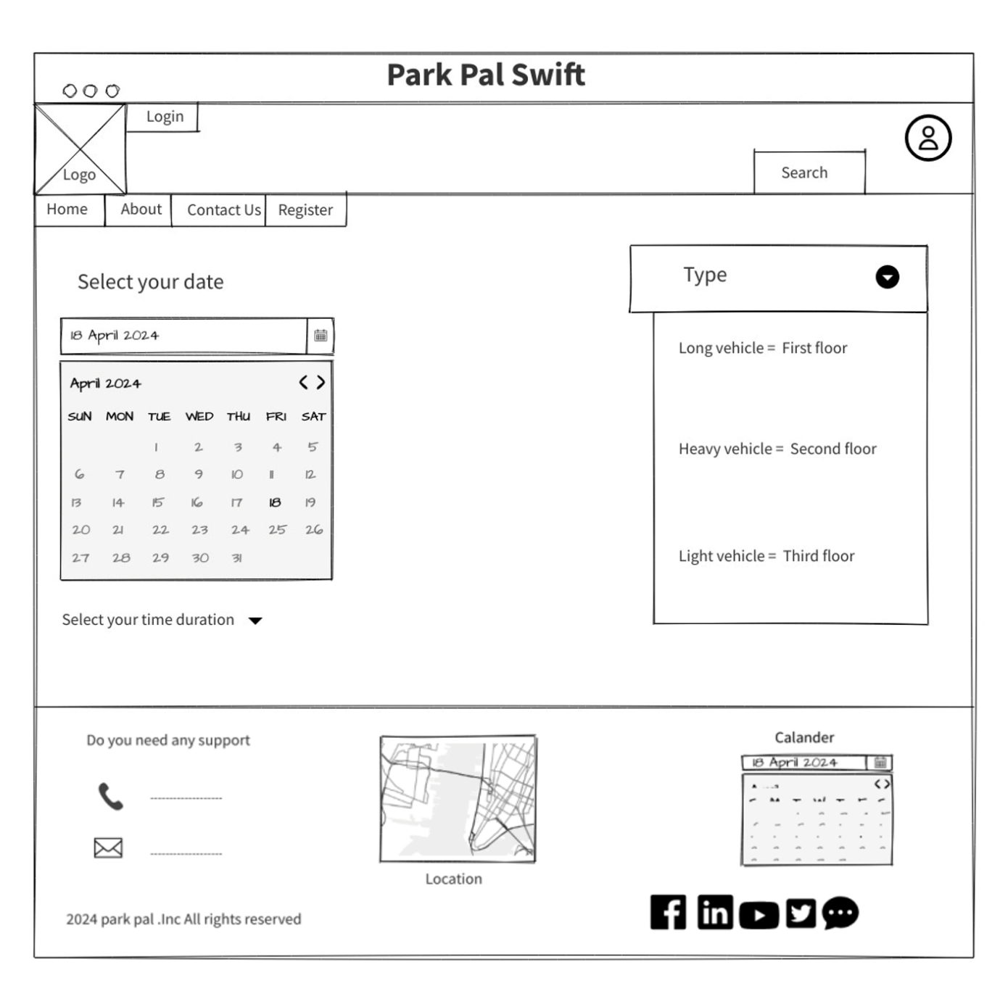 Park Pal Swift
Login
Logo
Search
Home About Contact Us Register
Select your date
Type
18 April 2024
Long vehicle = First floor
April 2024
SUN MON TUE WED THU FRI SAT
1 2 3 4 5
6 7 8 9 10 11 12
13 14 15 16 17 18 19
20 21 22 23 24 25 26
27 28 29 30 31
Heavy vehicle = Second floor
Light vehicle = Third floor
Select your time duration
Do you need any support
Calander
18 April 2024
Location
2024 park pal .Inc All rights reserved
in